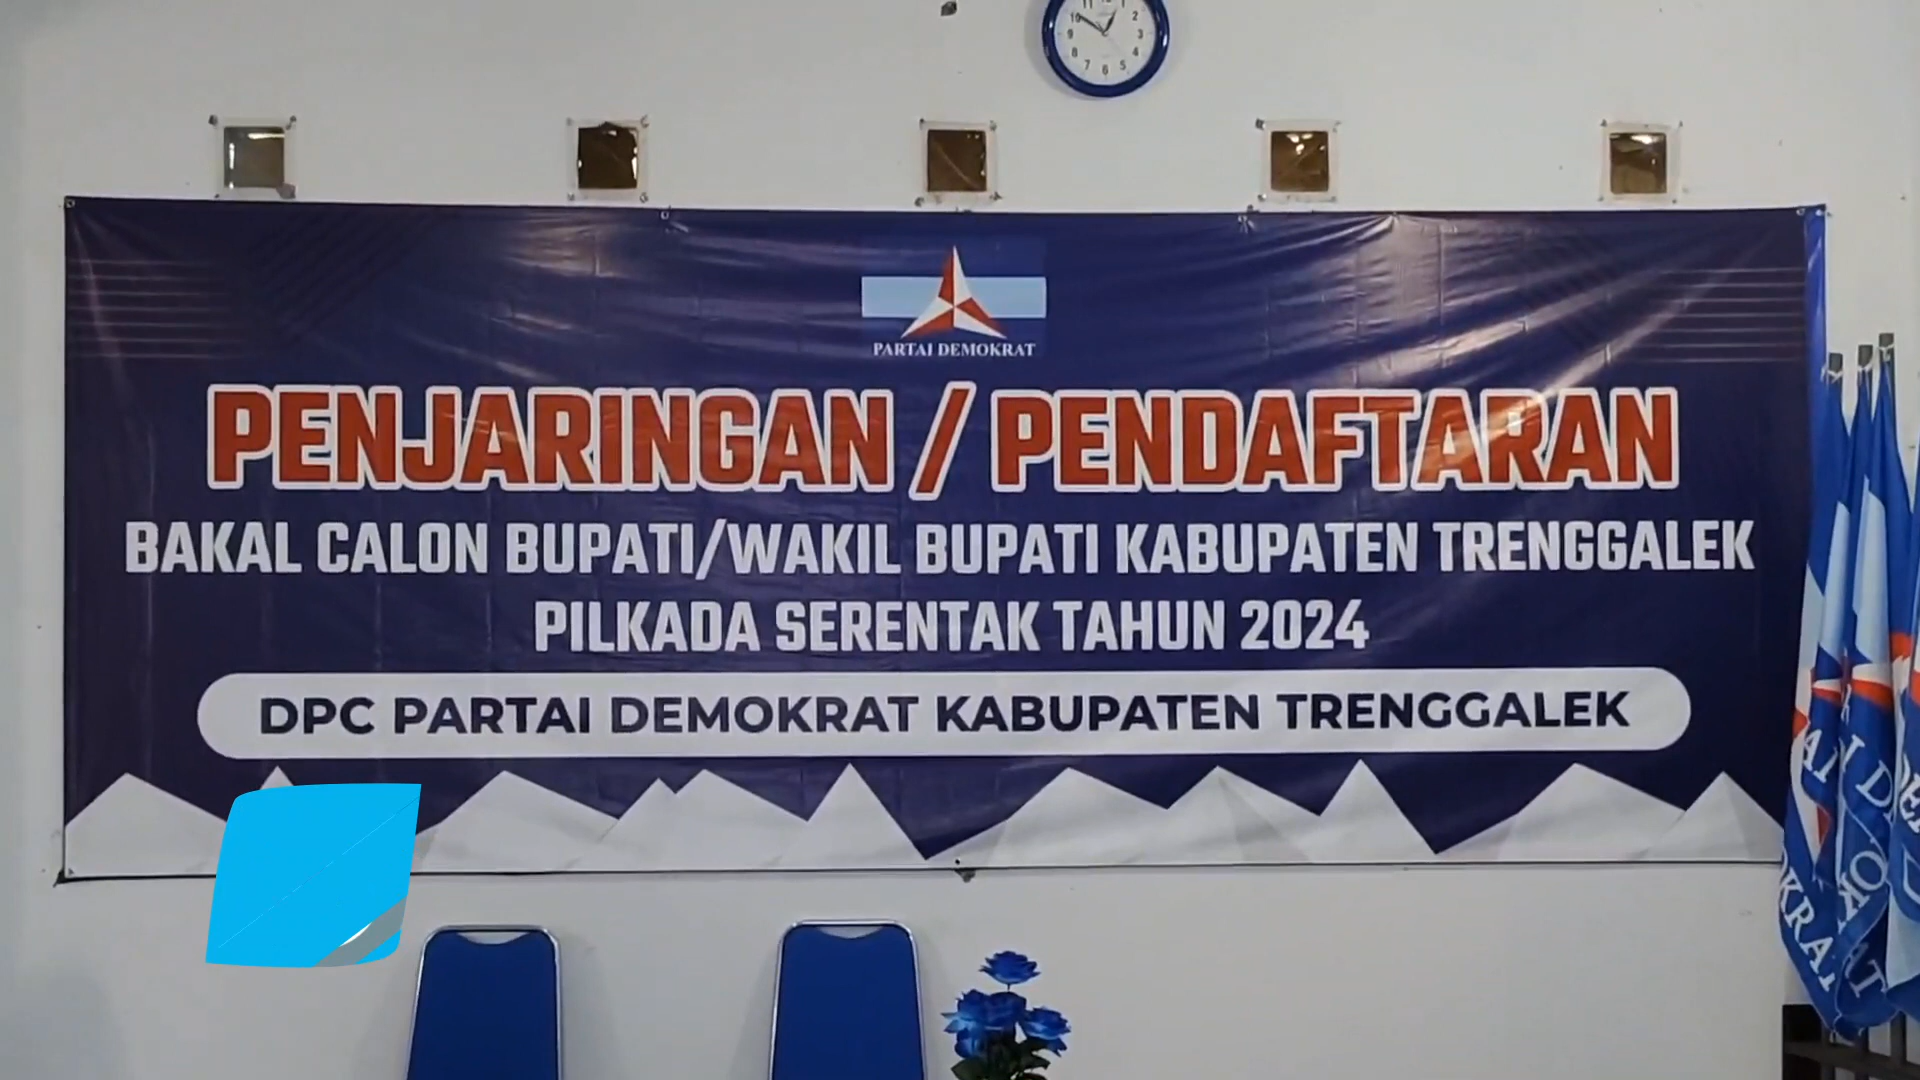 PARTAI DEMOKRAT
PENJARINGAN / PENDAFTARAN
BAKAL CALON BUPATI/WAKIL BUPATI KABUPATEN TRENGGALEK
PILKADA SERENTAK TAHUN 2024
DPC PARTAI DEMOKRAT KABUPATEN TRENGGALEK